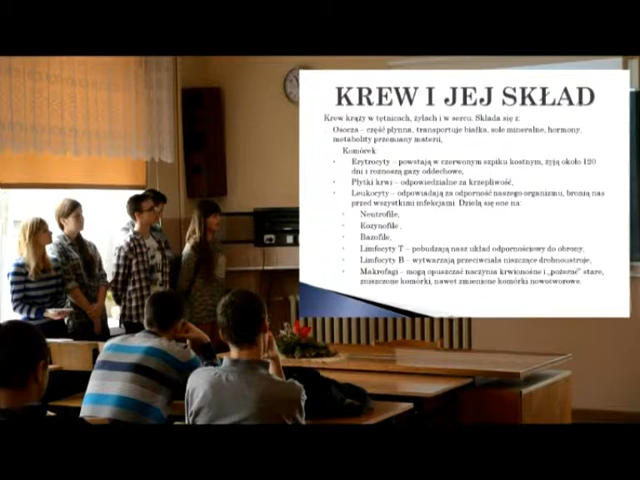 KREW I JEJ SKŁAD
Krew krąży w tętnicach, żyłach i w sercu. Składa się z:
Osocza – część płynna, transportuje białka, sole mineralne, hormony,
metabolity przemiany materii,
Komórek:
Erytrocyty – powstają w czerwonym szpiku kostnym, żyją około 120
dni i roznoszą gazy oddechowe,
Płytki krwi – odpowiedzialne za krzepliwość,
Leukocyty – odpowiadają za odporność naszego organizmu, bronią nas
przed wszystkimi infekcjami. Dzielą się one na:
Neutrofile,
Kozynofile,
Bazofile,
Limfocyty T – pobudzają nasz układ odpornościowy do obrony,
Limfocyty B – wytwarzają przeciwciała niszczące drobnoustroje,
Makrofagi – mogą opuszczać naczynia krwionośne i „pożerać” stare,
zniszczone komórki, nawet zmienione komórki nowotworowe.